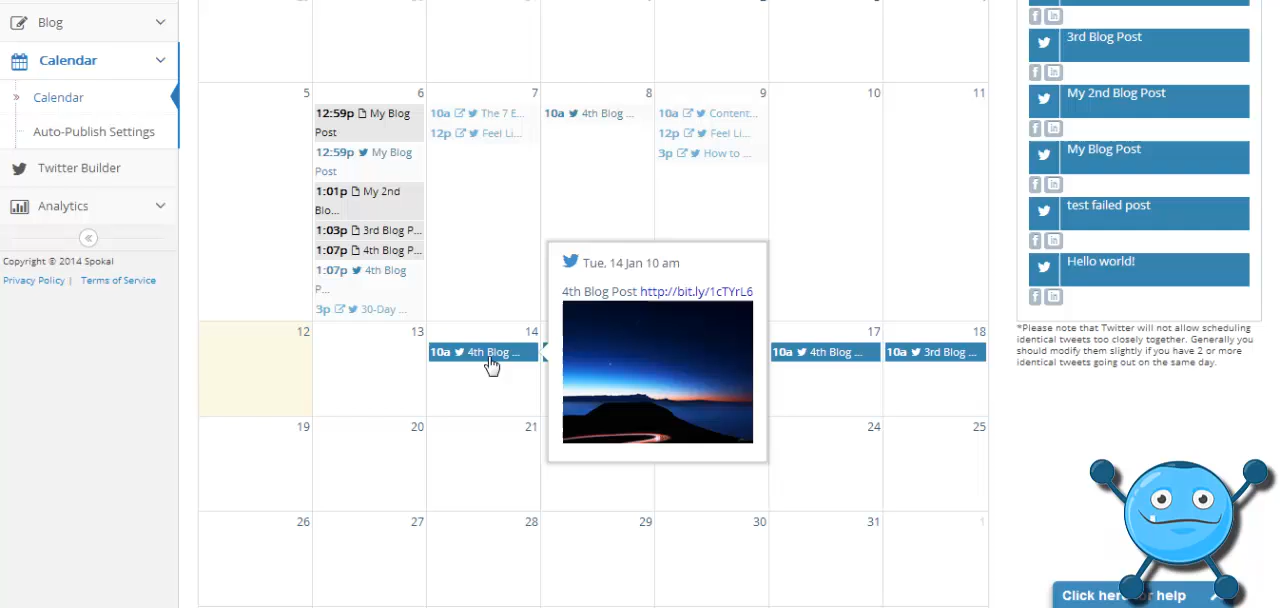 Blog
Calendar
Calendar
Auto-Publish Settings
Twitter Builder
Analytics
Copyright © 2014 Spokal
Privacy Policy | Terms of Service
5 6 7 8 9 10 11
12:59p My Blog
Post
12:59p My Blog
Post
1:01p My 2nd
Blo...
1:03p 3rd Blog P...
1:07p 4th Blog P...
1:07p 4th Blog
P...
3p 30-Day ...
10a The 7 E...
12p Feel Li...
10a 4th Blog ...
10a Content...
12p Feel Li...
3p How to ...
12 13 14 17 18
10a 4th Blog ...
10a 4th Blog ...
10a 3rd Blog ...
Tue, 14 Jan 10 am
4th Blog Post http://bit.ly/1cTYrL6
19 20 21 24 25
26 27 28 29 30 31 1
3rd Blog Post
My 2nd Blog Post
My Blog Post
test failed post
Hello world!
*Please note that Twitter will not allow scheduling
identical tweets too closely together. Generally you
should modify them slightly if you have 2 or more
identical tweets going out on the same day.
Click here for help